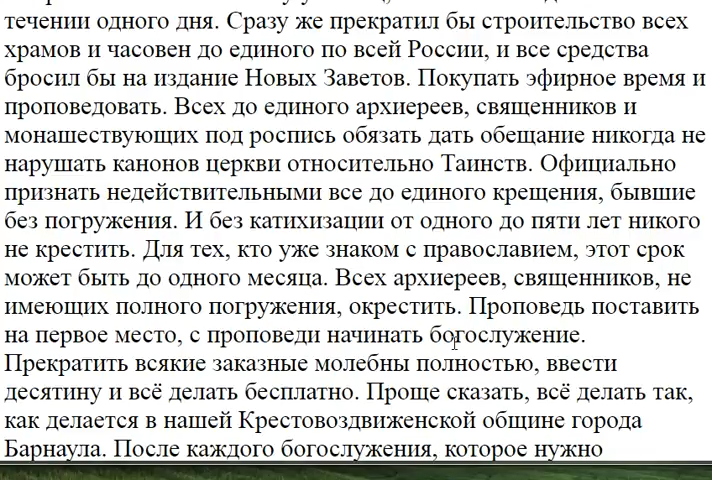 течении одного дня. Сразу же прекратил бы строительство всех
храмов и часовен до единого по всей России, и все средства
бросил бы на издание Новых Заветов. Покупать эфирное время и
проповедовать. Всех до единого архиереев, священников и
монашествующих под роспись обязать дать обещание никогда не
нарушать канонов церкви относительно Таинств. Официально
признать недействительными все до единого крещения, бывшие
без погружения. И без катихизации от одного до пяти лет никого
не крестить. Для тех, кто уже знаком с православием, этот срок
может быть до одного месяца. Всех архиереев, священников, не
имеющих полного погружения, окрестить. Проповедь поставить
на первое место, с проповеди начинать богослужение.
Прекратить всякие заказные молебны полностью, ввести
десятину и всё делать бесплатно. Проще сказать, всё делать так,
как делается в нашей Крестовоздвиженской общине города
Барнаула. После каждого богослужения, которое нужно